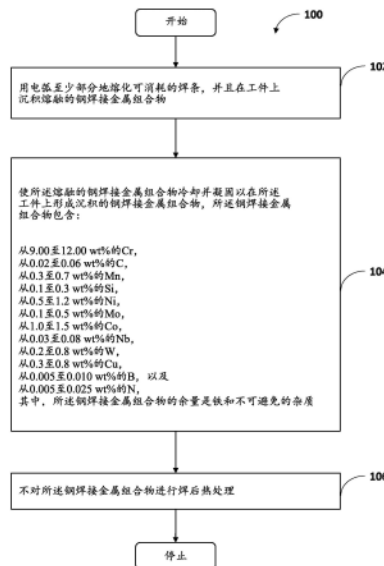 开始
100
102
用电弧至少部分地熔化可消耗的焊条，并且在工件上
沉积熔融的钢焊接金属组合物
使所述熔融的钢焊接金属组合物冷却并凝固以在所述
工件上形成沉积的钢焊接金属组合物，所述钢焊接金属
组合物包含：
104
从9.00至12.00 wt%的Cr，
从0.02至0.06 wt%的C，
从0.3至0.7 wt%的Mn，
从0.1至0.3 wt%的Si，
从0.5至1.2 wt%的Ni，
从0.1至0.5 wt%的Mo，
从1.0至1.5 wt%的Co，
从0.03至0.08 wt%的Nb，
从0.2至0.8 wt%的W，
从0.3至0.8 wt%的Cu，
从0.005至0.010 wt%的B，以及
从0.005至0.025 wt%的N，
其中，所述钢焊接金属组合物的余量是铁和不可避免的杂质
106
不对所述钢焊接金属组合物进行焊后热处理
停止